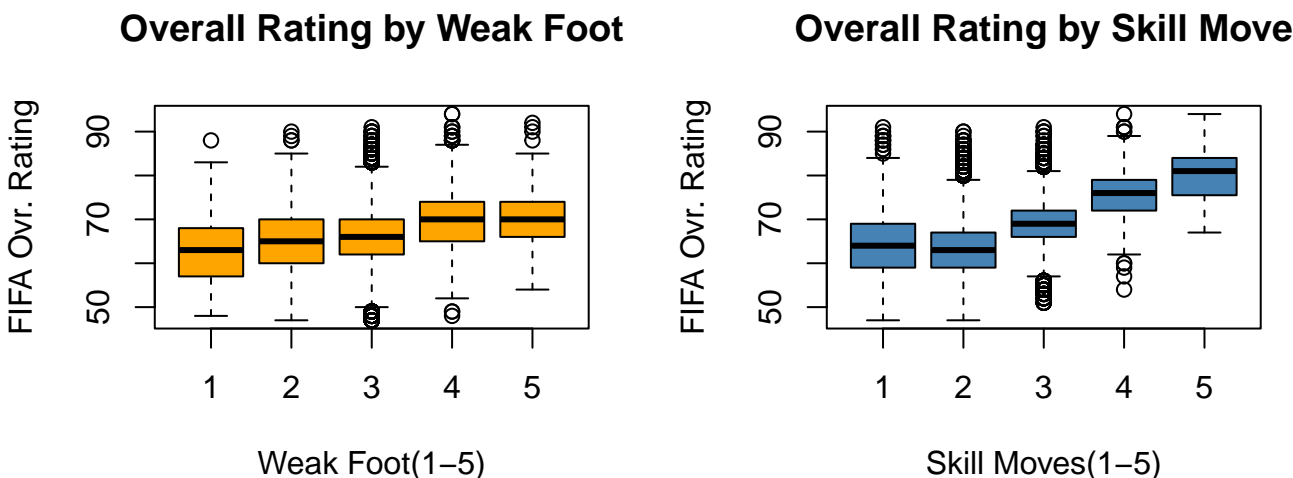 Overall Rating by Weak Foot
FIFA Ovr. Rating
90
70
50
1 2 3 4 5
Weak Foot(1−5)
Overall Rating by Skill Move
FIFA Ovr. Rating
90
70
50
1 2 3 4 5
Skill Moves(1−5)